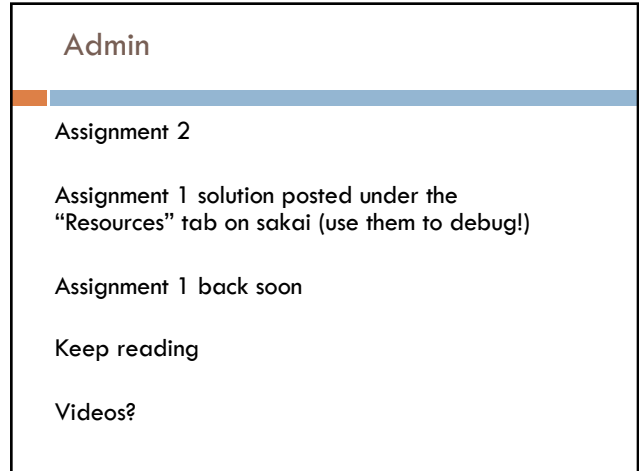 Admin
Assignment 2
Assignment 1 solution posted under the
“Resources” tab on sakai (use them to debug!)
Assignment 1 back soon
Keep reading
Videos?